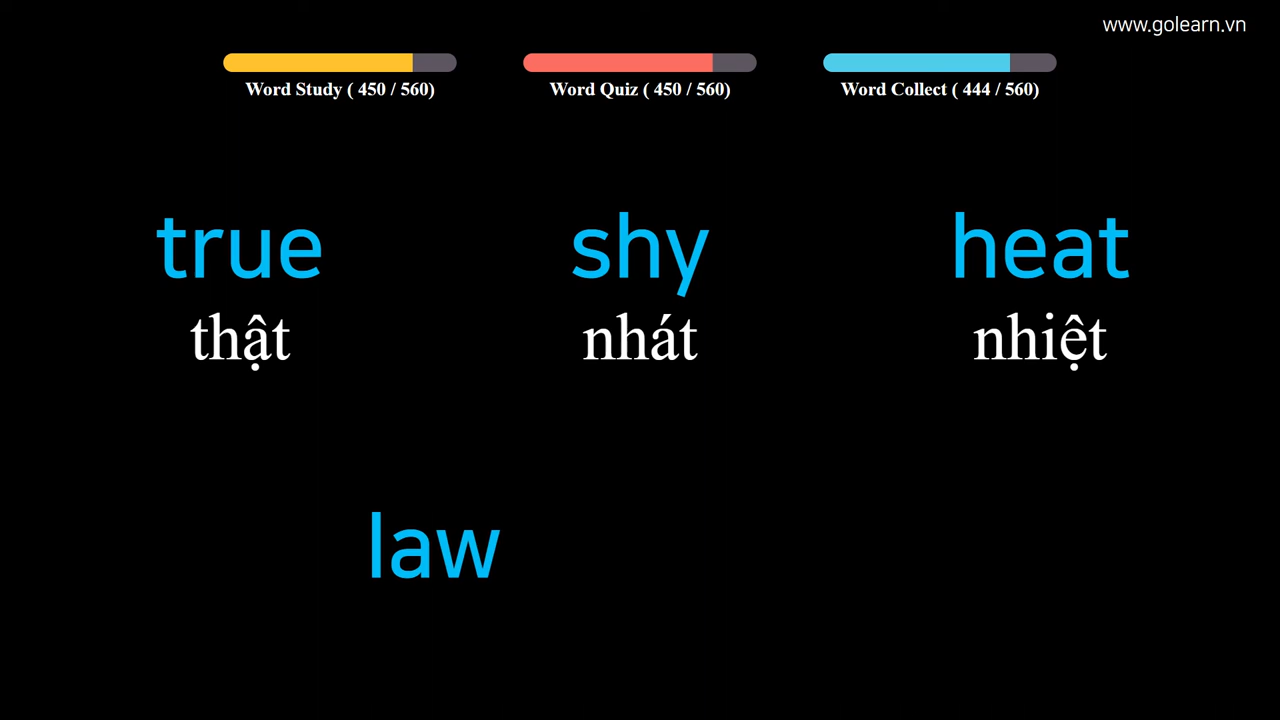 www.golearn.vn
Word Study ( 450 / 560)
Word Quiz ( 450 / 560)
Word Collect ( 444 / 560)
true
shy
heat
thật
nhát
nhiệt
law